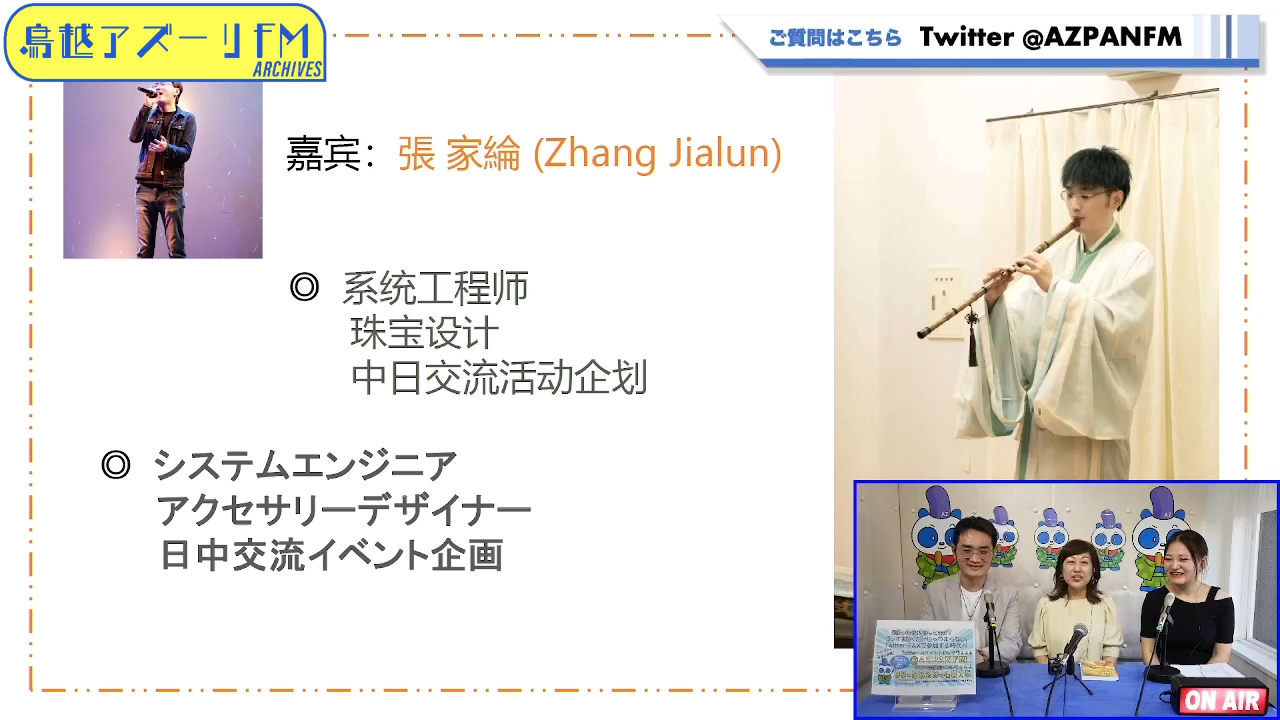 鳥越アズーリFM
ARCHIVES
ご質問はこちら Twitter @AZPANFM
嘉宾：張 家綸 (Zhang Jialun)
◎ 系统工程师
珠宝设计
中日交流活动企划
◎ システムエンジニア
アクセサリーデザイナー
日中交流イベント企画
ON AIR